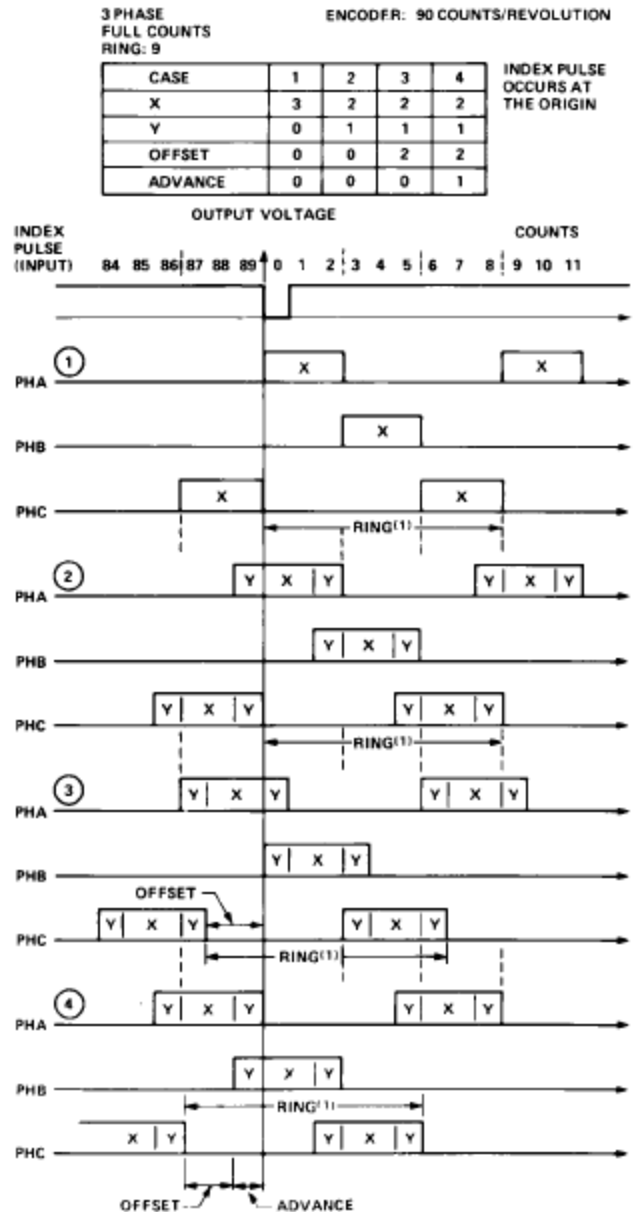 3 PHASE
FULL COUNTS
RING: 9
ENCODER: 90 COUNTS/REVOLUTION
CASE 1 2 3 4
X 3 2 2 2
Y 0 1 1 1
OFFSET 0 0 2 2
ADVANCE 0 0 0 1
INDEX PULSE
OCCURS AT
THE ORIGIN
OUTPUT VOLTAGE
INDEX
PULSE
(INPUT)
COUNTS
84 85 86 87 88 89 0 1 2 3 4 5 6 7 8 9 10 11
1
PHA X X
PHB X
PHC X X
RING(1)
2
PHA Y X Y Y X Y
PHB Y X Y
PHC Y X Y Y X Y
RING(1)
3
PHA Y X Y Y X Y
PHB Y X Y
OFFSET
PHC Y X Y Y X Y
RING(1)
4
PHA Y X Y Y X Y
PHB Y X Y
RING(1)
PHC X Y Y X Y
OFFSET ADVANCE